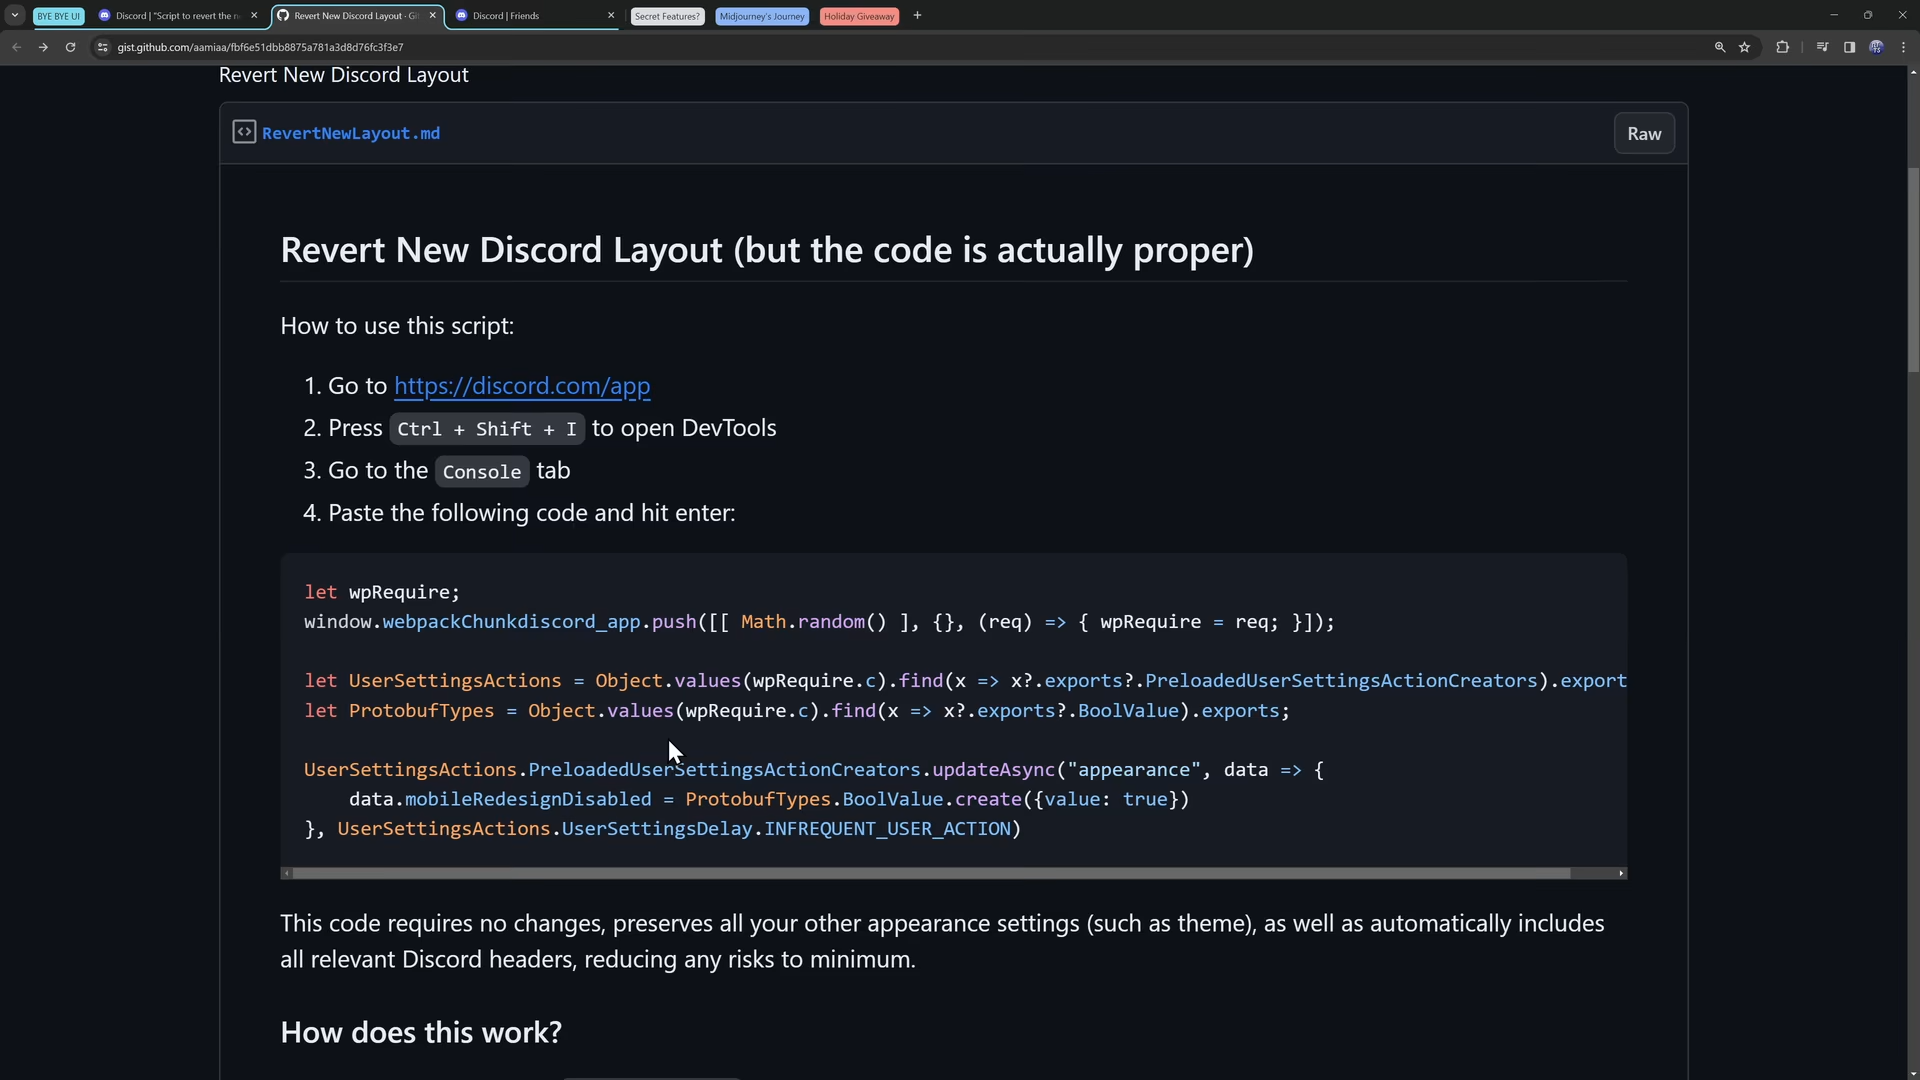 BYE BYE UI
Discord | "Script to revert the n
Revert New Discord Layout · Gi
Discord | Friends
Secret Features?
Midjourney's Journey
Holiday Giveaway
gist.github.com/aamiaa/fbf6e51dbb8875a781a3d8d76fc3f3e7
Revert New Discord Layout
RevertNewLayout.md
Raw
Revert New Discord Layout (but the code is actually proper)
How to use this script:
1. Go to https://discord.com/app
2. Press Ctrl + Shift + I to open DevTools
3. Go to the Console tab
4. Paste the following code and hit enter:
let wpRequire;
window.webpackChunkdiscord_app.push([[ Math.random() ], {}, (req) => { wpRequire = req; }]);
let UserSettingsActions = Object.values(wpRequire.c).find(x => x?.exports?.PreloadedUserSettingsActionCreators).export
let ProtobufTypes = Object.values(wpRequire.c).find(x => x?.exports?.BoolValue).exports;
UserSettingsActions.PreloadedUserSettingsActionCreators.updateAsync("appearance", data => {
data.mobileRedesignDisabled = ProtobufTypes.BoolValue.create({value: true})
}, UserSettingsActions.UserSettingsDelay.INFREQUENT_USER_ACTION)
This code requires no changes, preserves all your other appearance settings (such as theme), as well as automatically includes
all relevant Discord headers, reducing any risks to minimum.
How does this work?